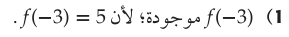 (1 f(−3) موجودة؛ لأن f(−3) = 5.